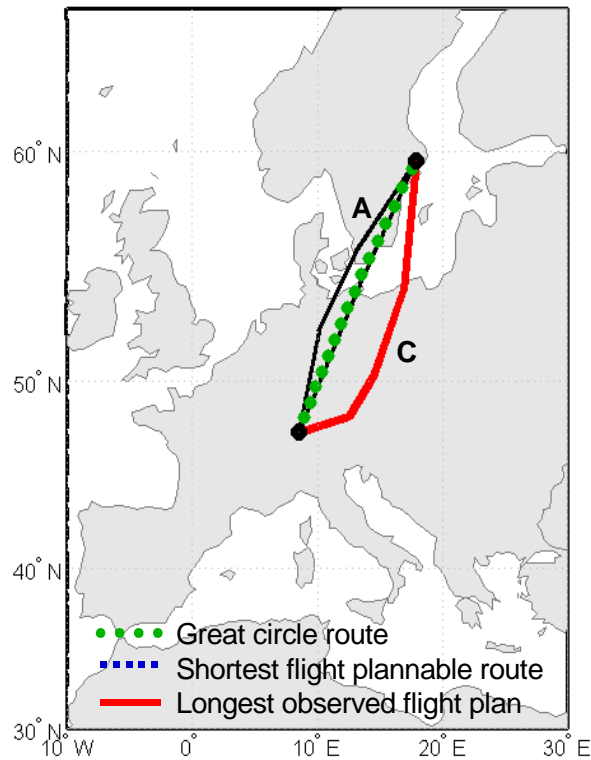 60° N
A
C
50° N
40° N
Great circle route
Shortest flight plannable route
Longest observed flight plan
30° N
10° W 0° 10° E 20° E 30° E